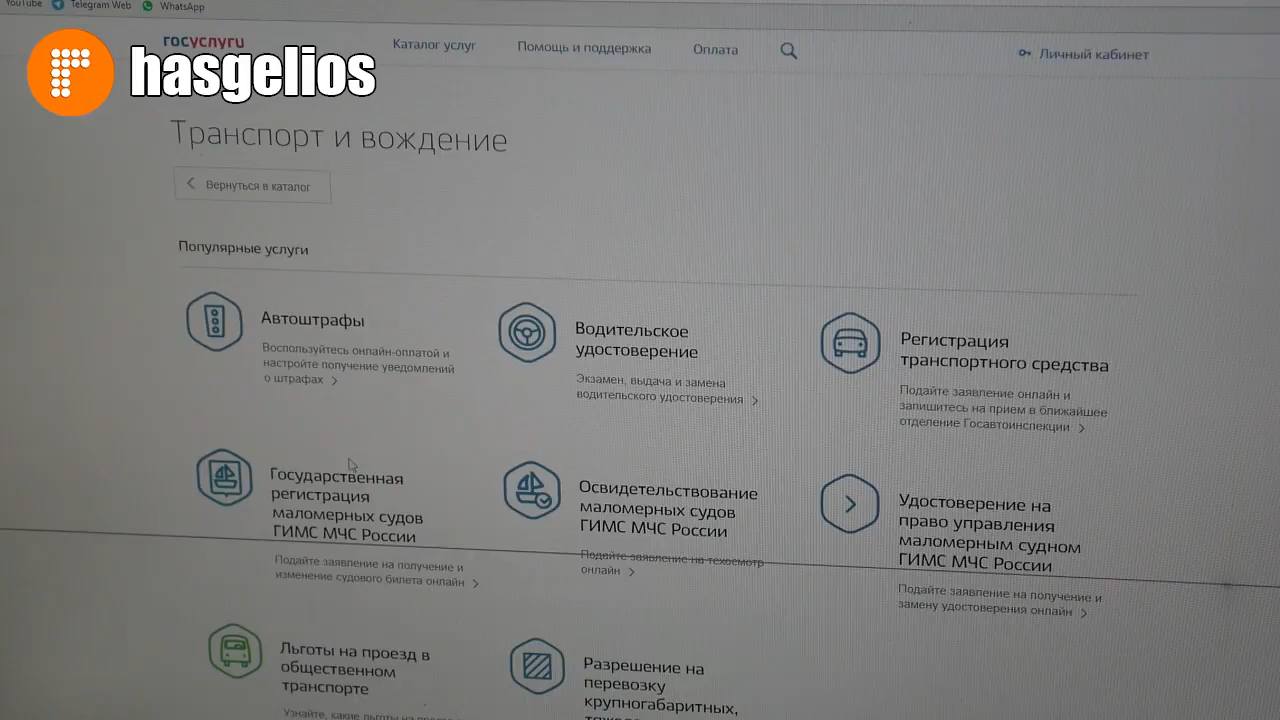 YouTube Telegram Web WhatsApp
госуслуги Каталог услуг Помощь и поддержка Оплата Личный кабинет
hasgelios
Транспорт и вождение
Вернуться в каталог
Популярные услуги
Автоштрафы
Воспользуйтесь онлайн-оплатой и
настройте получение уведомлений
о штрафах
Водительское
удостоверение
Экзамен, выдача и замена
водительского удостоверения
Регистрация
транспортного средства
Подайте заявление онлайн и
запишитесь на прием в ближайшее
отделение Госавтоинспекции
Государственная
регистрация
маломерных судов
ГИМС МЧС России
Подайте заявление на получение и
изменение судового билета онлайн
Освидетельствование
маломерных судов
ГИМС МЧС России
Подайте заявление на техосмотр
онлайн
Удостоверение на
право управления
маломерным судном
ГИМС МЧС России
Подайте заявление на получение и
замену удостоверения онлайн
Льготы на проезд в
общественном
транспорте
Узнайте, какие льготы на
Разрешение на
перевозку
крупногабаритных,